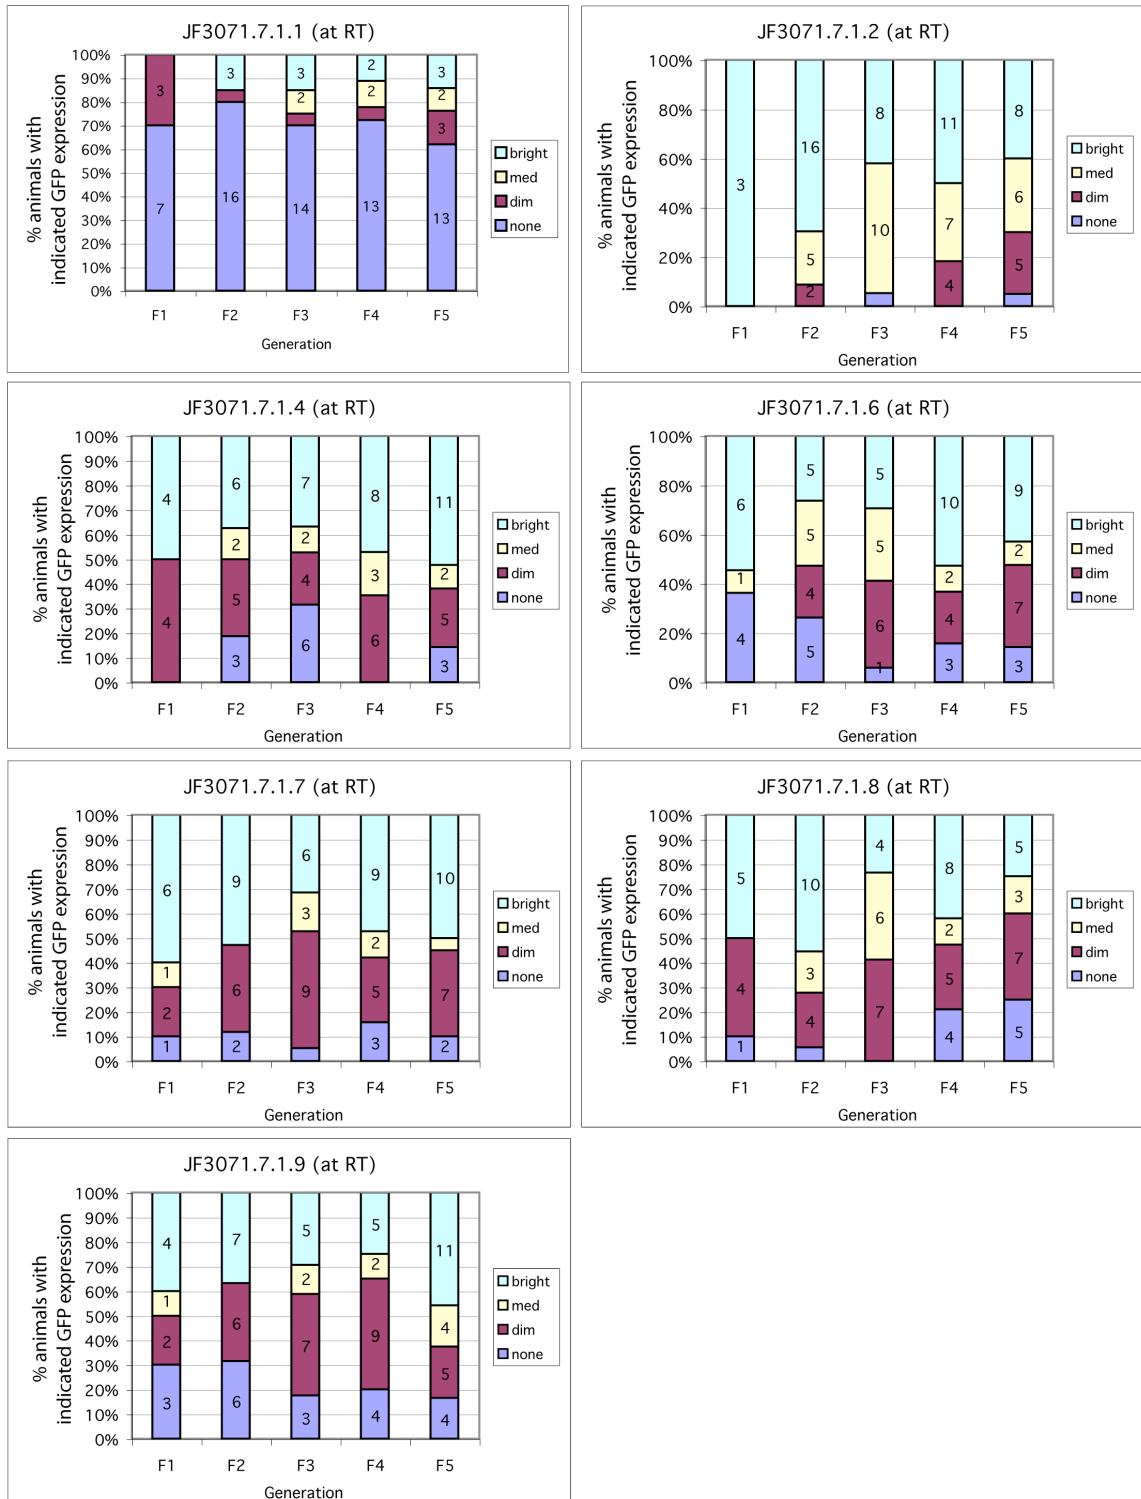 JF3071.7.1.1 (at RT)
% animals with
indicated GFP expression
100%
90%
80%
70%
60%
50%
40%
30%
20%
10%
0%
3
7
3
16
3
2
14
2
2
13
3
2
3
13
F1 F2 F3 F4 F5
Generation
bright
med
dim
none
JF3071.7.1.2 (at RT)
% animals with
indicated GFP expression
100%
80%
60%
40%
20%
0%
3
16
5
2
8
10
11
7
4
8
6
5
F1 F2 F3 F4 F5
Generation
bright
med
dim
none
JF3071.7.1.4 (at RT)
% animals with
indicated GFP expression
100%
90%
80%
70%
60%
50%
40%
30%
20%
10%
0%
4
4
6
2
5
3
7
2
4
6
8
3
6
11
2
5
3
F1 F2 F3 F4 F5
Generation
bright
med
dim
none
JF3071.7.1.6 (at RT)
% animals with
indicated GFP expression
100%
80%
60%
40%
20%
0%
6
1
4
5
5
4
5
5
5
6
1
10
2
4
3
9
2
7
3
F1 F2 F3 F4 F5
Generation
bright
med
dim
none
JF3071.7.1.7 (at RT)
% animals with
indicated GFP expression
100%
90%
80%
70%
60%
50%
40%
30%
20%
10%
0%
6
1
2
1
9
6
2
6
3
9
9
2
5
3
10
7
2
F1 F2 F3 F4 F5
Generation
bright
med
dim
none
JF3071.7.1.8 (at RT)
% animals with
indicated GFP expression
100%
90%
80%
70%
60%
50%
40%
30%
20%
10%
0%
5
4
1
10
3
4
4
6
7
8
2
5
4
5
3
7
5
F1 F2 F3 F4 F5
Generation
bright
med
dim
none
JF3071.7.1.9 (at RT)
% animals with
indicated GFP expression
100%
90%
80%
70%
60%
50%
40%
30%
20%
10%
0%
4
1
2
3
7
6
6
5
2
7
3
5
2
9
4
11
4
5
4
F1 F2 F3 F4 F5
Generation
bright
med
dim
none